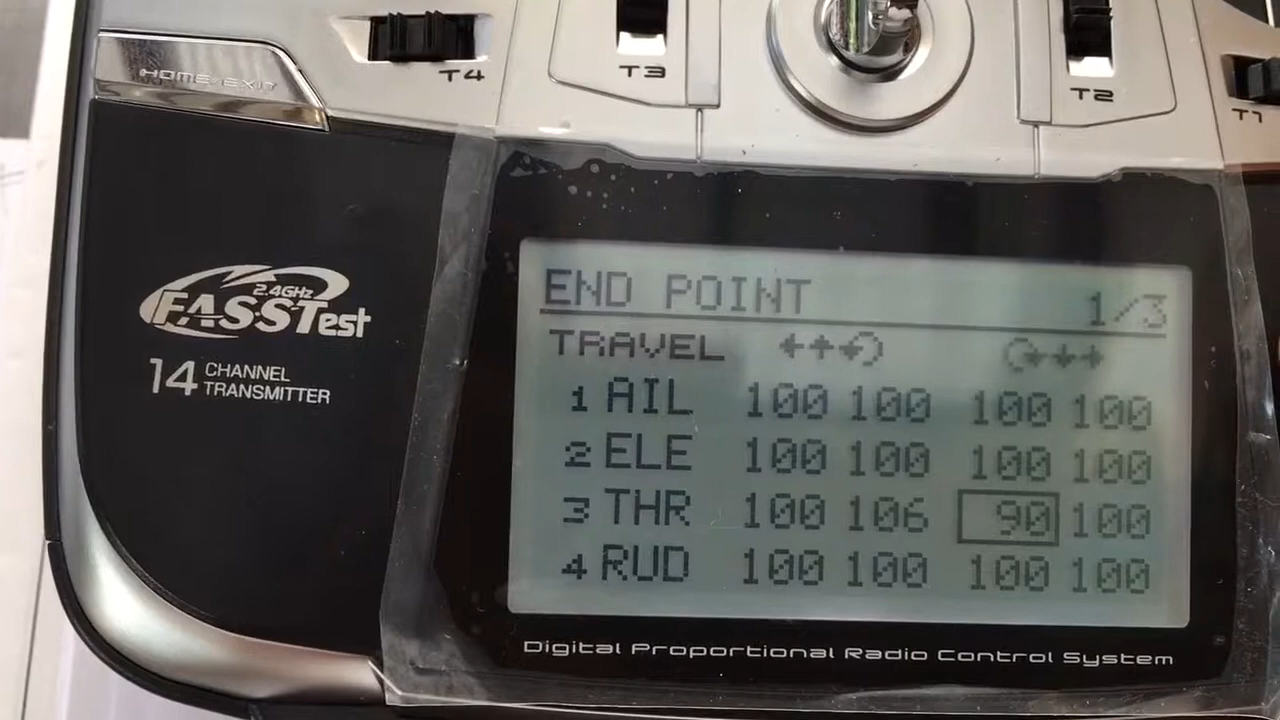 HOME/EXIT
T4
T3
T2
T1
2.4GHz
FASSTest
14 CHANNEL
TRANSMITTER
END POINT 1/3
TRAVEL
1 AIL 100 100 100 100
2 ELE 100 100 100 100
3 THR 100 106 90 100
4 RUD 100 100 100 100
Digital Proportional Radio Control System